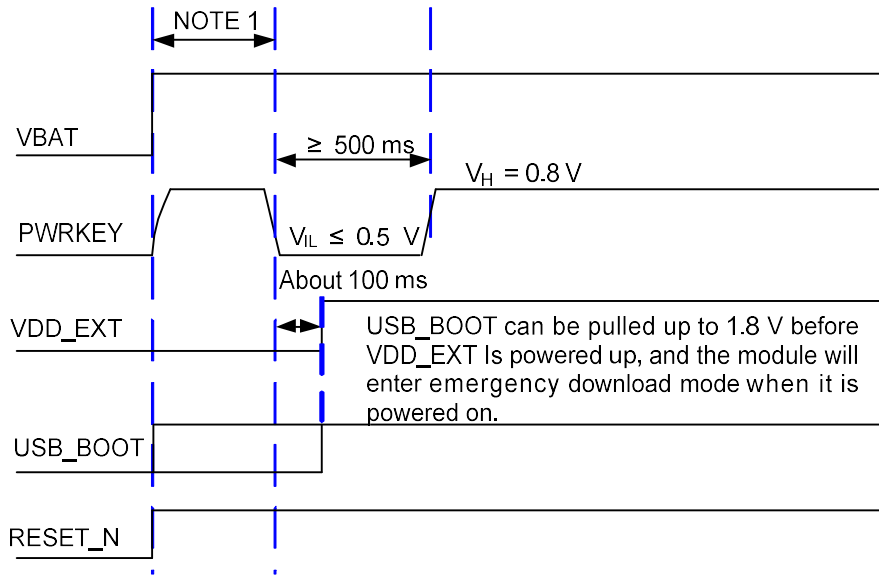 NOTE 1
VBAT
≥ 500 ms
VH = 0.8 V
PWRKEY
VIL ≤ 0.5 V
About 100 ms
VDD_EXT
USB_BOOT can be pulled up to 1.8 V before
VDD_EXT Is powered up, and the module will
enter emergency download mode when it is
powered on.
USB_BOOT
RESET_N